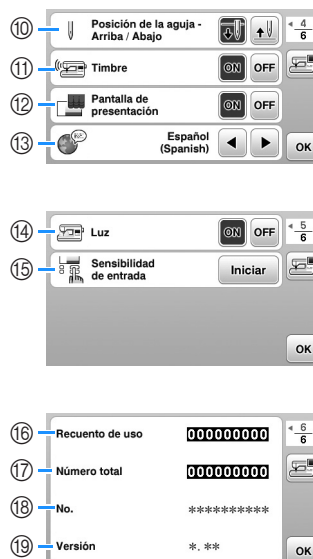 ⑩ Posición de la aguja - Arriba / Abajo 4 6
⑪ Timbre ON OFF
⑫ Pantalla de presentación ON OFF
⑬ Español (Spanish) OK
⑭ Luz ON OFF 5 6
⑮ Sensibilidad de entrada Iniciar
OK
⑯ Recuento de uso 000000000 6 6
⑰ Número total 000000000
⑱ No. **********
⑲ Versión *.** OK